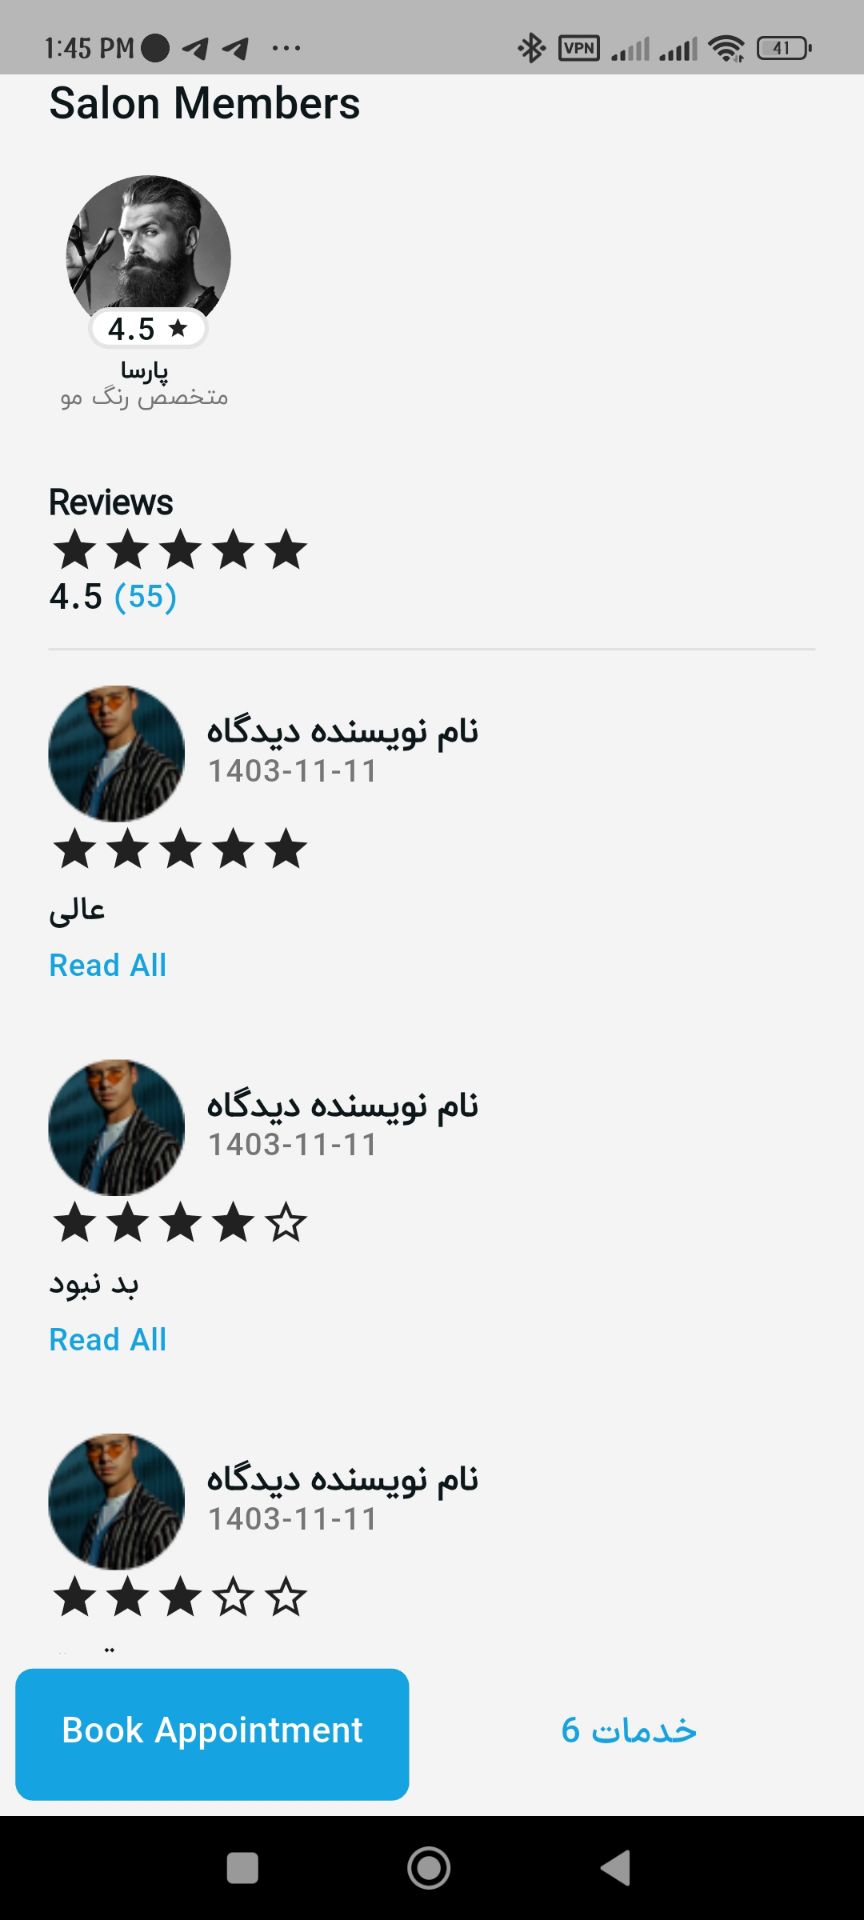 1:45 PM
VPN
41
Salon Members
4.5
پارسا
متخصص رنگ مو
Reviews
4.5 (55)
نام نویسنده دیدگاه
1403-11-11
عالی
Read All
نام نویسنده دیدگاه
1403-11-11
بد نبود
Read All
نام نویسنده دیدگاه
1403-11-11
Book Appointment
6 خدمات